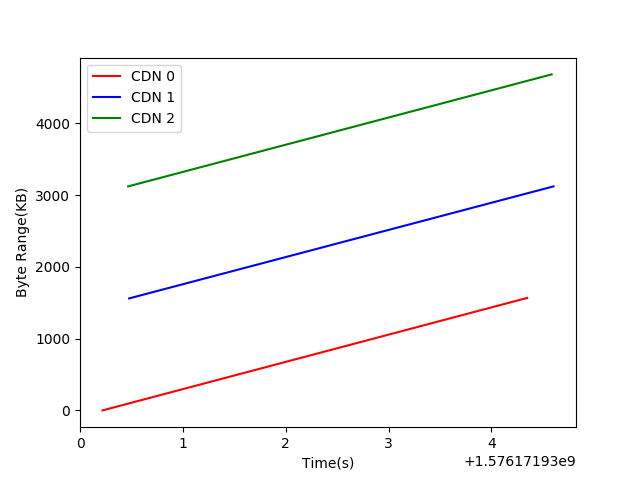 CDN 0
CDN 1
CDN 2
4000
3000
2000
1000
0
Byte Range(KB)
0 1 2 3 4
Time(s)
+1.57617193e9